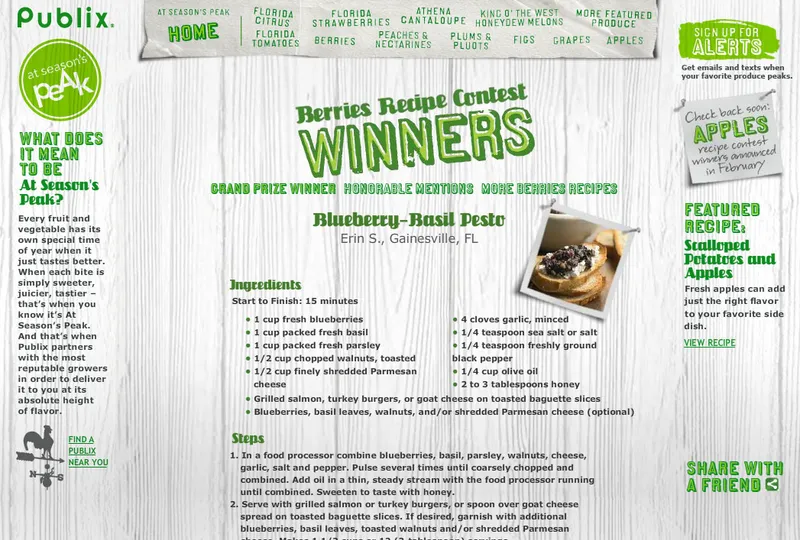 Publix.
AT SEASON'S PEAK
HOME
FLORIDA
CITRUS
FLORIDA
STRAWBERRIES
ATHENA
CANTALOUPE
KING O' THE WEST
HONEYDEW MELONS
MORE FEATURED
PRODUCE
FLORIDA
TOMATOES
BERRIES
PEACHES &
NECTARINES
PLUMS &
PLUOTS
FIGS
GRAPES
APPLES
SIGN UP FOR
ALERTS
Get emails and texts when
your favorite produce peaks.
at season's
peak
WHAT DOES
IT MEAN
TO BE
At Season's
Peak?
Every fruit and
vegetable has its
own special time
of year when it
just tastes better.
When each bite is
simply sweeter,
juicier, tastier –
that's when you
know it's At
Season's Peak.
And that's when
Publix partners
with the most
reputable growers
in order to deliver
it to you at its
absolute height
of flavor.
FIND A
PUBLIX
NEAR YOU
Berries Recipe Contest
WINNERS
GRAND PRIZE WINNER HONORABLE MENTIONS MORE BERRIES RECIPES
Blueberry-Basil Pesto
Erin S., Gainesville, FL
Ingredients
Start to Finish: 15 minutes
• 1 cup fresh blueberries
• 1 cup packed fresh basil
• 1 cup packed fresh parsley
• 1/2 cup chopped walnuts, toasted
• 1/2 cup finely shredded Parmesan
cheese
• 4 cloves garlic, minced
• 1/4 teaspoon sea salt or salt
• 1/4 teaspoon freshly ground
black pepper
• 1/4 cup olive oil
• 2 to 3 tablespoons honey
• Grilled salmon, turkey burgers, or goat cheese on toasted baguette slices
• Blueberries, basil leaves, walnuts, and/or shredded Parmesan cheese (optional)
Steps
1. In a food processor combine blueberries, basil, parsley, walnuts, cheese,
garlic, salt and pepper. Pulse several times until coarsely chopped and
combined. Add oil in a thin, steady stream with the food processor running
until combined. Sweeten to taste with honey.
2. Serve with grilled salmon or turkey burgers, or spoon over goat cheese
spread on toasted baguette slices. If desired, garnish with additional
blueberries, basil leaves, toasted walnuts and/or shredded Parmesan
cheese. Makes 1 1/2 cups or 12 (2-tablespoon) servings.
Check back soon:
APPLES
recipe contest
winners announced
in February
FEATURED
RECIPE:
Scalloped
Potatoes and
Apples
Fresh apples can add
just the right flavor
to your favorite side
dish.
VIEW RECIPE
SHARE WITH
A FRIEND